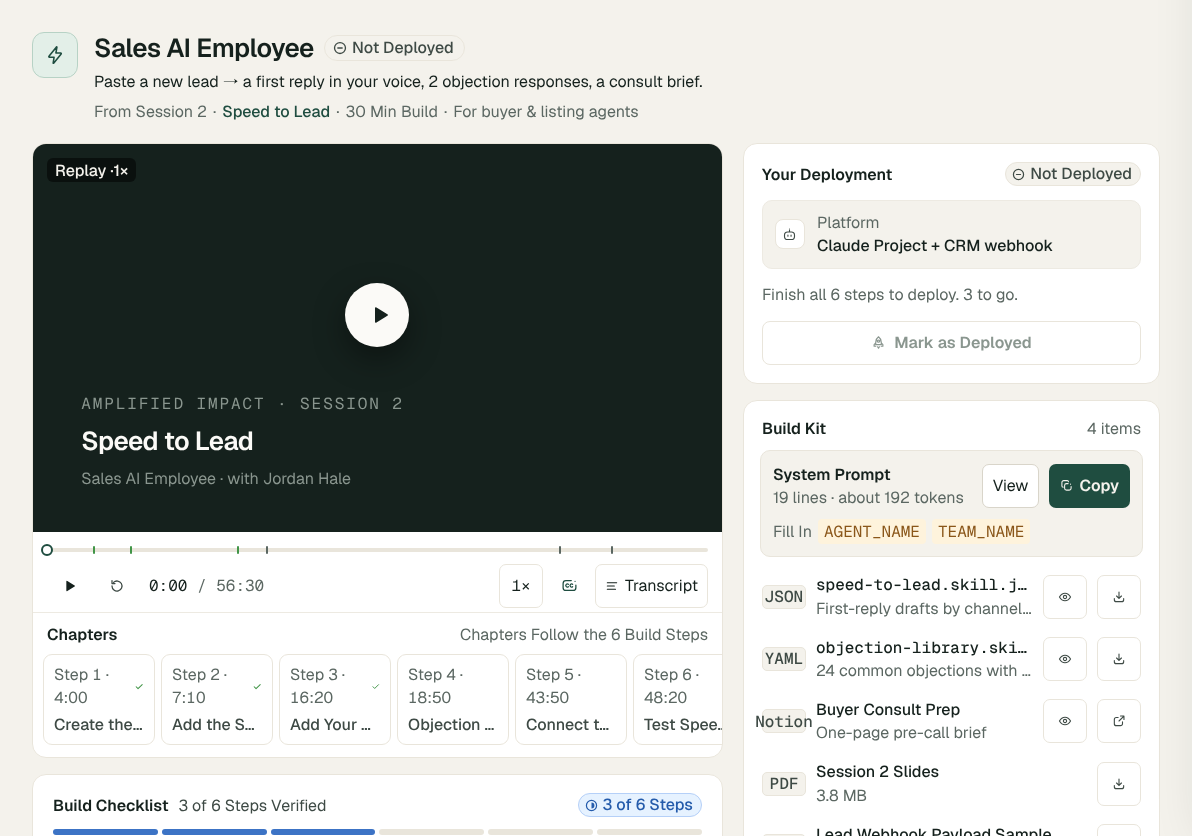 Sales AI Employee
Not Deployed
Paste a new lead → a first reply in your voice, 2 objection responses, a consult brief.
From Session 2 · Speed to Lead · 30 Min Build · For buyer & listing agents
Replay ·1×
AMPLIFIED IMPACT · SESSION 2
Speed to Lead
Sales AI Employee · with Jordan Hale
0:00 / 56:30
1×
Transcript
Chapters
Chapters Follow the 6 Build Steps
Step 1 ·
4:00
Create the…
Step 2 ·
7:10
Add the S…
Step 3 ·
16:20
Add Your …
Step 4 ·
18:50
Objection …
Step 5 ·
43:50
Connect t…
Step 6 ·
48:20
Test Spee
Build Checklist
3 of 6 Steps Verified
3 of 6 Steps
Your Deployment
Not Deployed
Platform
Claude Project + CRM webhook
Finish all 6 steps to deploy. 3 to go.
Mark as Deployed
Build Kit
4 items
System Prompt
19 lines · about 192 tokens
View
Copy
Fill In AGENT_NAME TEAM_NAME
JSON
speed-to-lead.skill.j…
First-reply drafts by channel…
YAML
objection-library.ski…
24 common objections with …
Notion
Buyer Consult Prep
One-page pre-call brief
PDF
Session 2 Slides
3.8 MB
Lead Webhook Payload Sample